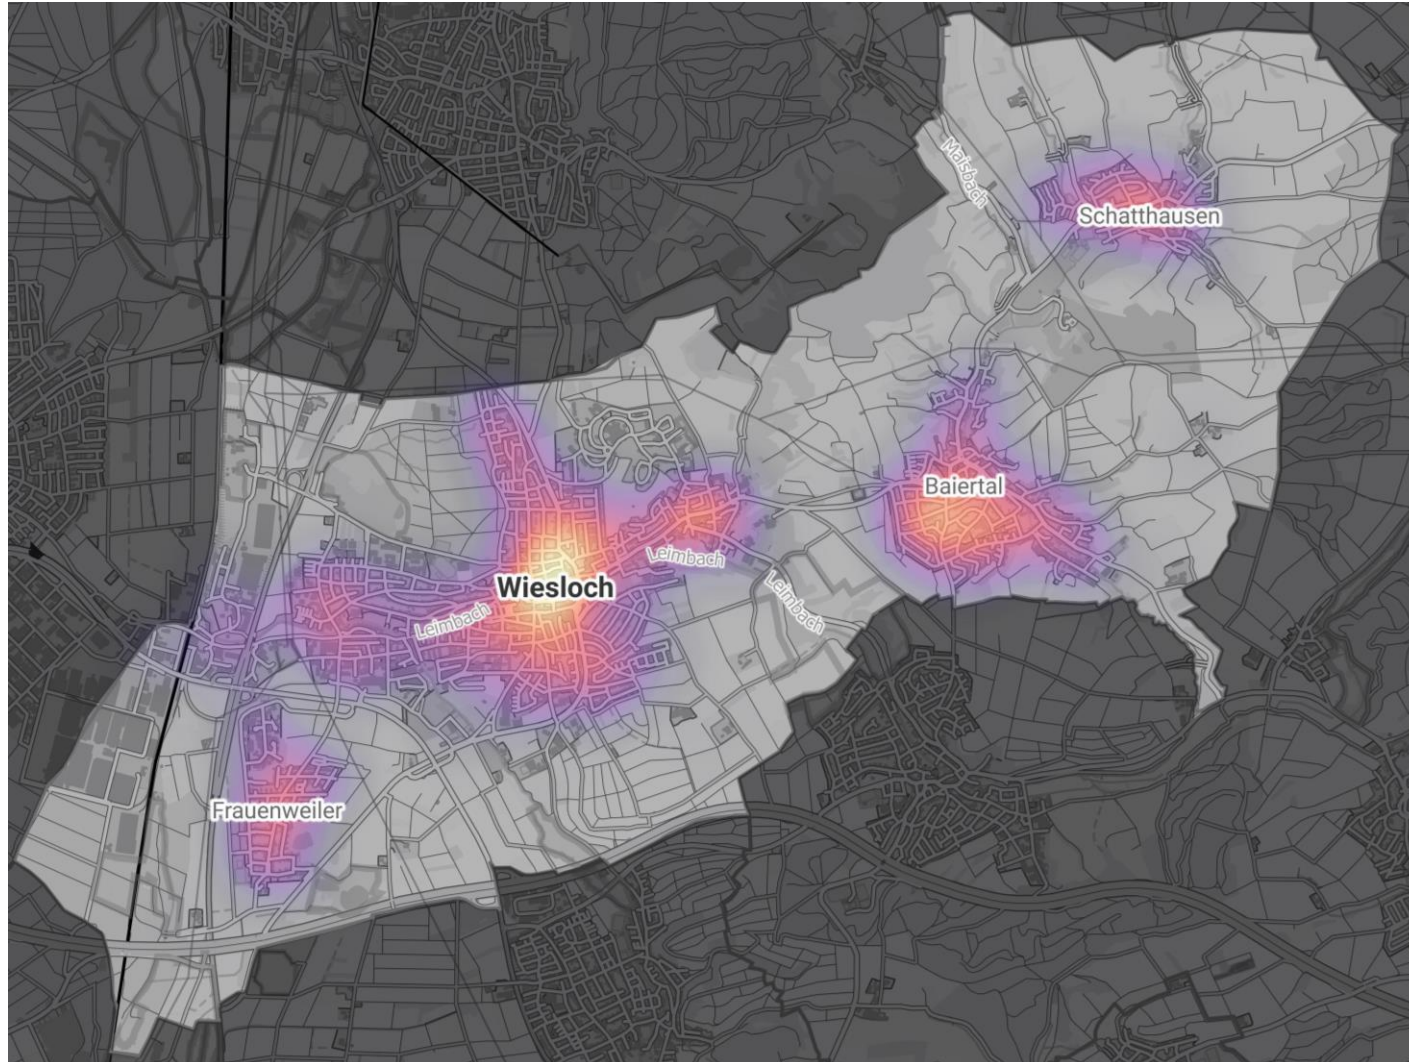 Maisbach
Schatthausen
Baiertal
Leimbach
Wiesloch
Leimbach
Leimbach
Frauenweiler